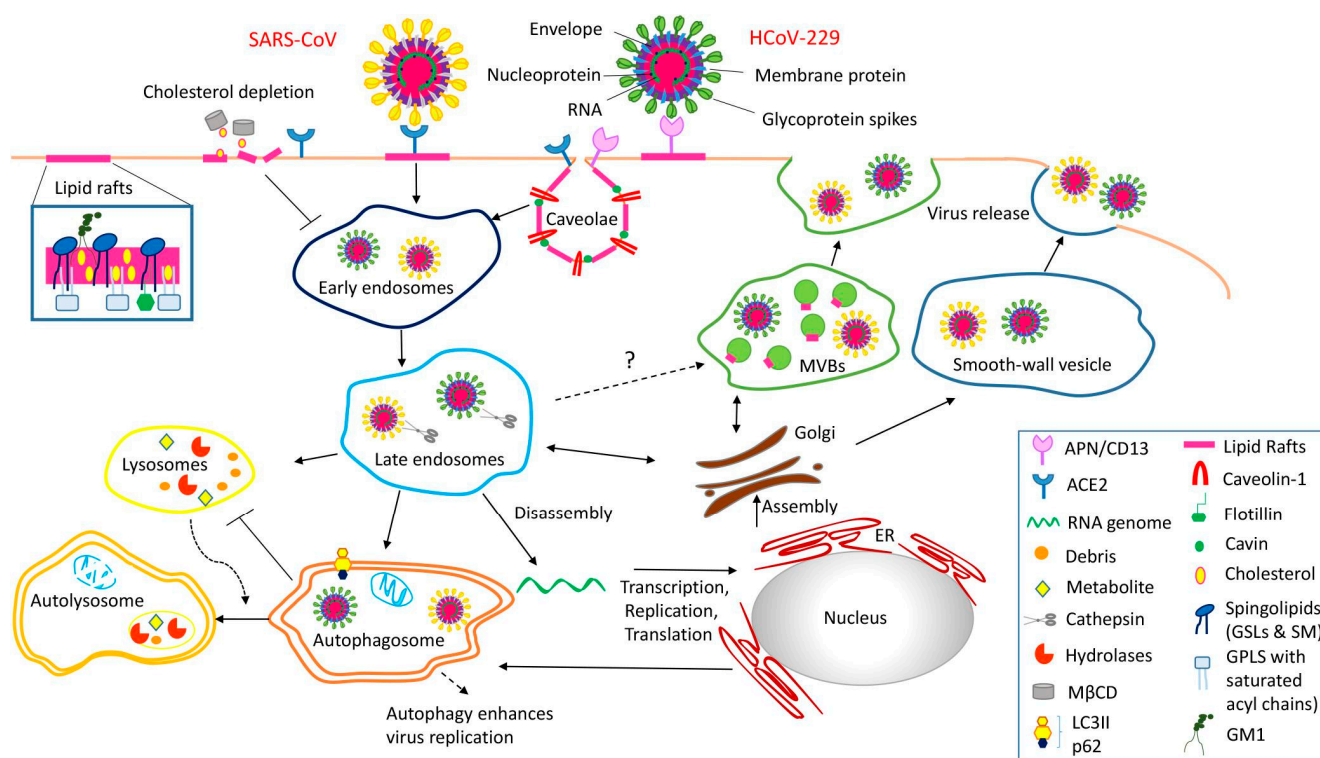 SARS-CoV
HCoV-229
Envelope
Nucleoprotein
RNA
Membrane protein
Glycoprotein spikes
Cholesterol depletion
ACE2
Lipid rafts
Caveolae
Virus release
Early endosomes
MVBs
Smooth-wall vesicle
?
Late endosomes
Golgi
Lysosomes
Disassembly
Assembly
ER
Autolysosome
Autophagosome
Transcription,
Replication,
Translation
Nucleus
Autophagy enhances
virus replication
APN/CD13
ACE2
RNA genome
Debris
Metabolite
Cathepsin
Hydrolases
MβCD
LC3II
p62
Lipid Rafts
Caveolin-1
Flotillin
Cavin
Cholesterol
Spingolipids
(GSLs & SM)
GPLS with
saturated
acyl chains)
GM1